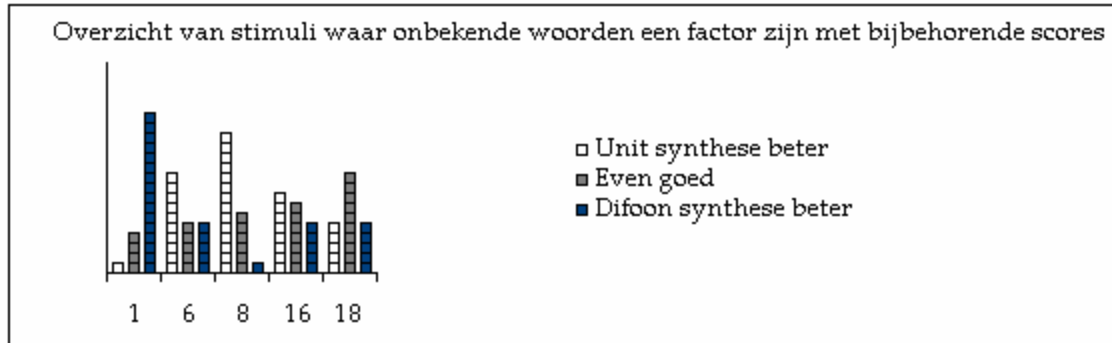 Overzicht van stimuli waar onbekende woorden een factor zijn met bijbehorende scores
Unit synthese beter
Even goed
Difoon synthese beter
1 6 8 16 18